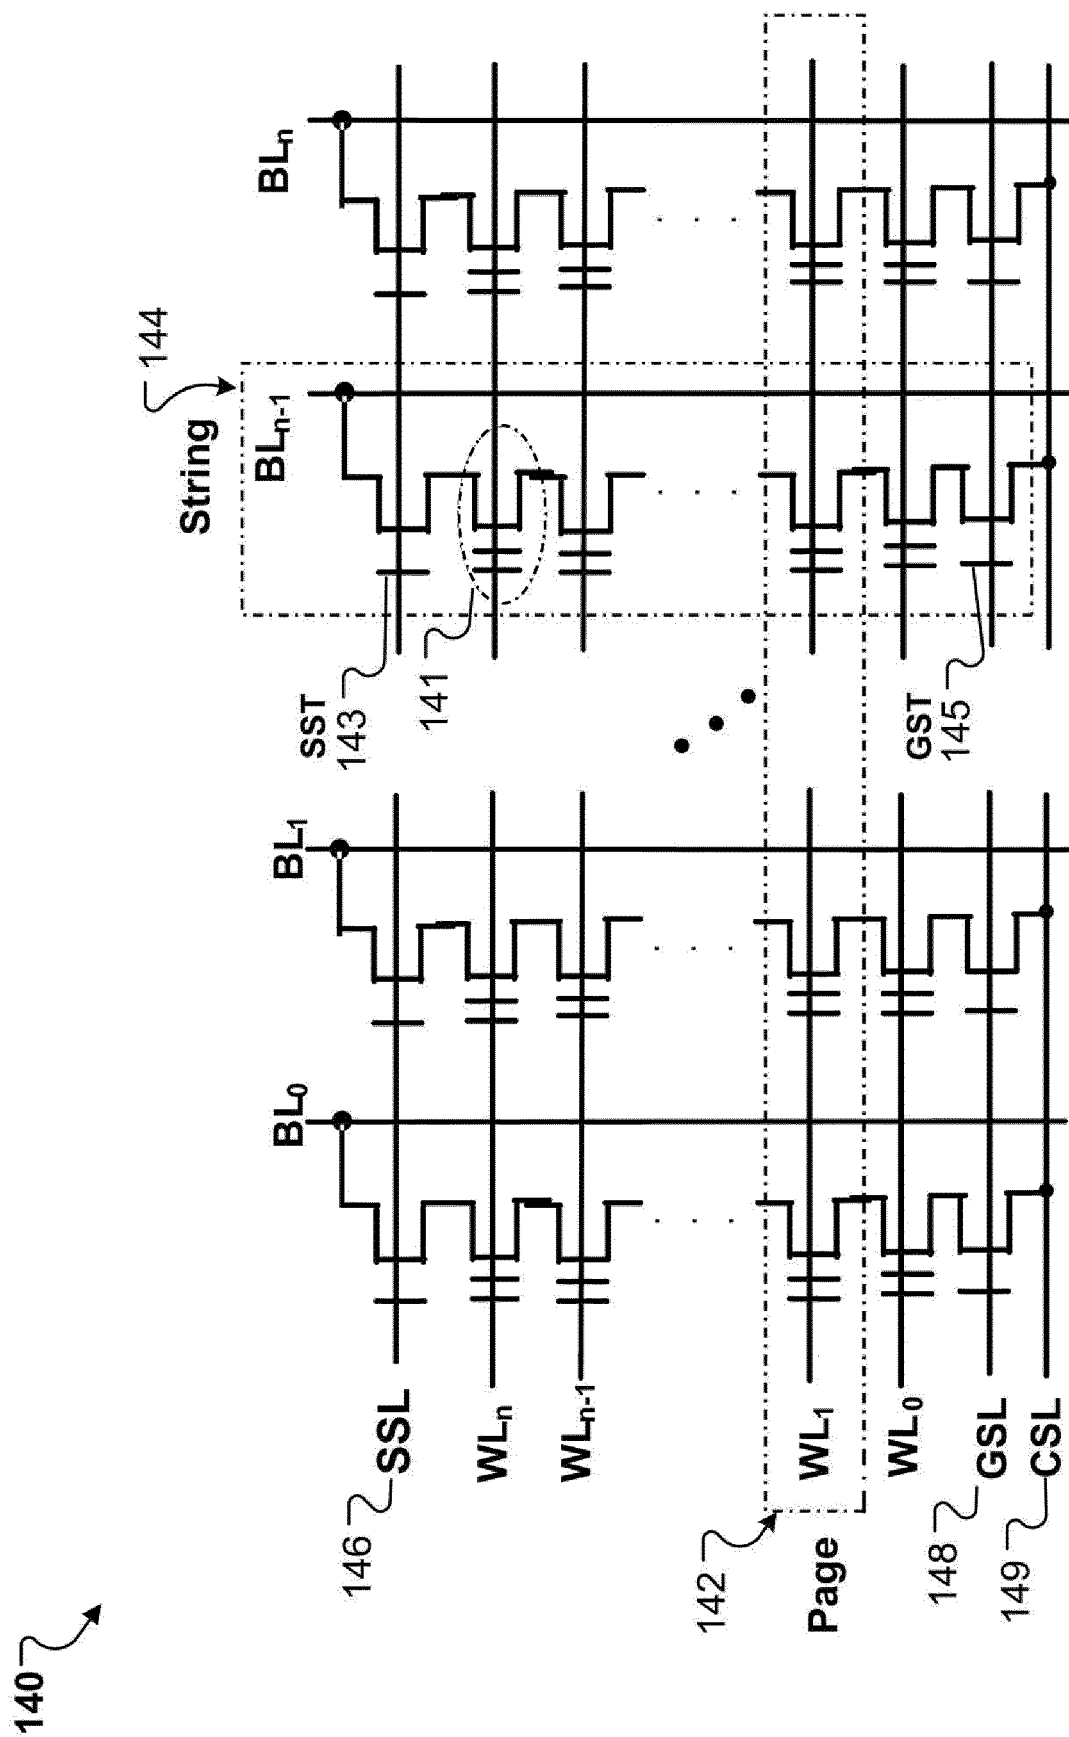 140
String
144
BL0
BL1
BLn-1
BLn
SST
143
141
146
SSL
WLn
WLn-1
142
Page
WL1
WL0
GST
145
148
GSL
149
CSL